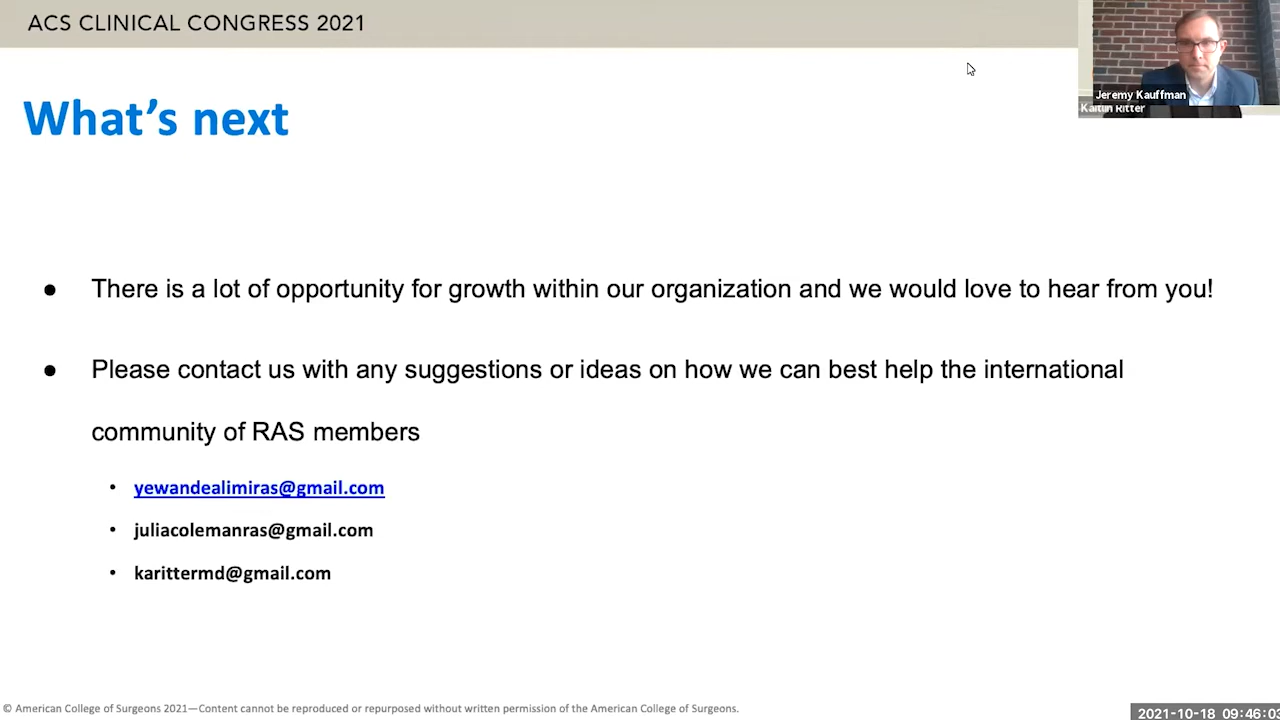 ACS CLINICAL CONGRESS 2021
Jeremy Kauffman
Kaitlin Ritter
What's next
● There is a lot of opportunity for growth within our organization and we would love to hear from you!
● Please contact us with any suggestions or ideas on how we can best help the international
community of RAS members
• yewandealimiras@gmail.com
• juliacolemanras@gmail.com
• karittermd@gmail.com
© American College of Surgeons 2021—Content cannot be reproduced or repurposed without written permission of the American College of Surgeons.
2021-10-18 09:46:03